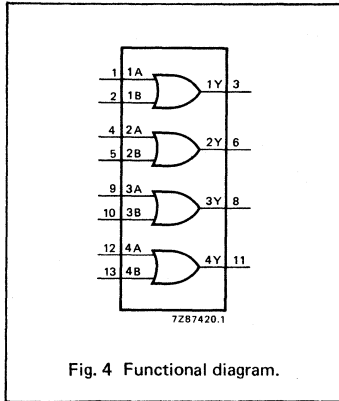 1 1A 1Y 3
2 1B
4 2A 2Y 6
5 2B
9 3A 3Y 8
10 3B
12 4A 4Y 11
13 4B
7Z87420.1
Fig. 4 Functional diagram.